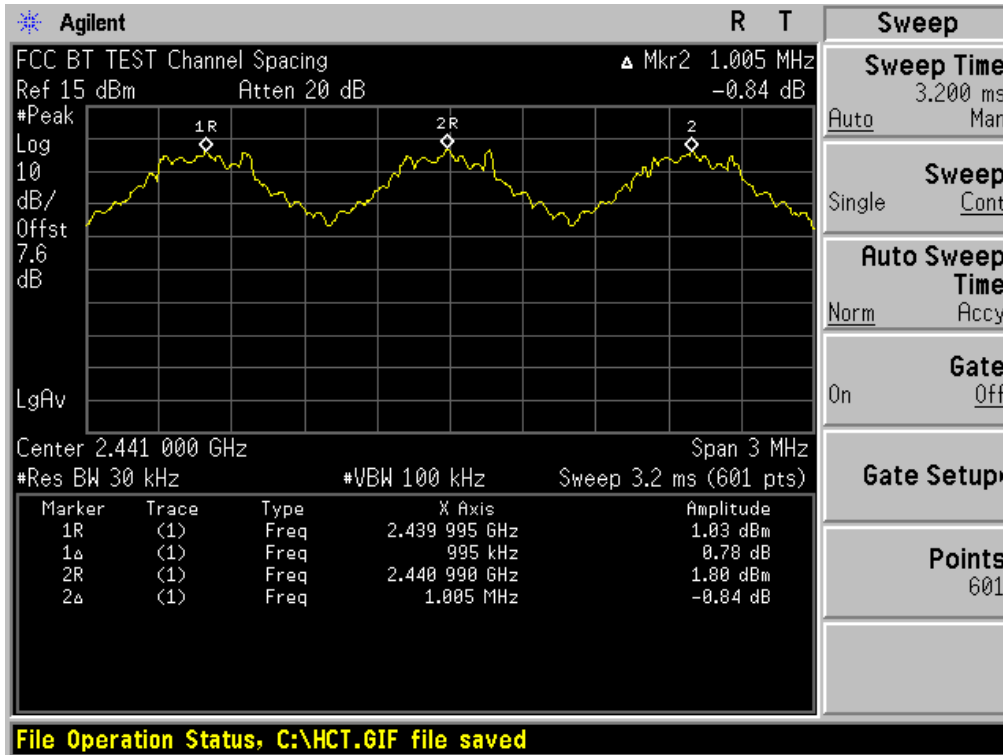 Agilent R T Sweep
FCC BT TEST Channel Spacing Δ Mkr2 1.005 MHz
Ref 15 dBm Atten 20 dB -0.84 dB
#Peak
Log
10
dB/
Offst
7.6
dB
LgAv
1R 2R 2
Center 2.441 000 GHz Span 3 MHz
#Res BW 30 kHz #VBW 100 kHz Sweep 3.2 ms (601 pts)
Marker Trace Type X Axis Amplitude
1R (1) Freq 2.439 995 GHz 1.03 dBm
1Δ (1) Freq 995 kHz 0.78 dB
2R (1) Freq 2.440 990 GHz 1.80 dBm
2Δ (1) Freq 1.005 MHz -0.84 dB
Sweep Time
3.200 ms
Auto Man
Sweep
Single Cont
Auto Sweep
Time
Norm Accy
Gate
On Off
Gate Setup
Points
601
File Operation Status, C:\HCT.GIF file saved